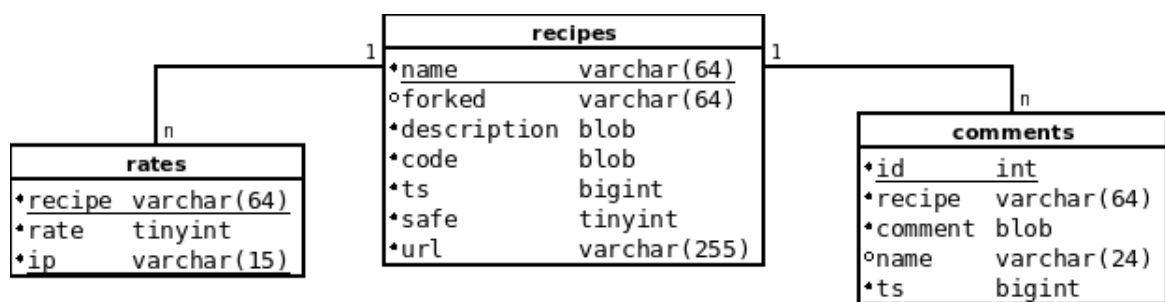 recipes
name varchar(64)
forked varchar(64)
description blob
code blob
ts bigint
safe tinyint
url varchar(255)
1
n
rates
recipe varchar(64)
rate tinyint
ip varchar(15)
1
n
comments
id int
recipe varchar(64)
comment blob
name varchar(24)
ts bigint